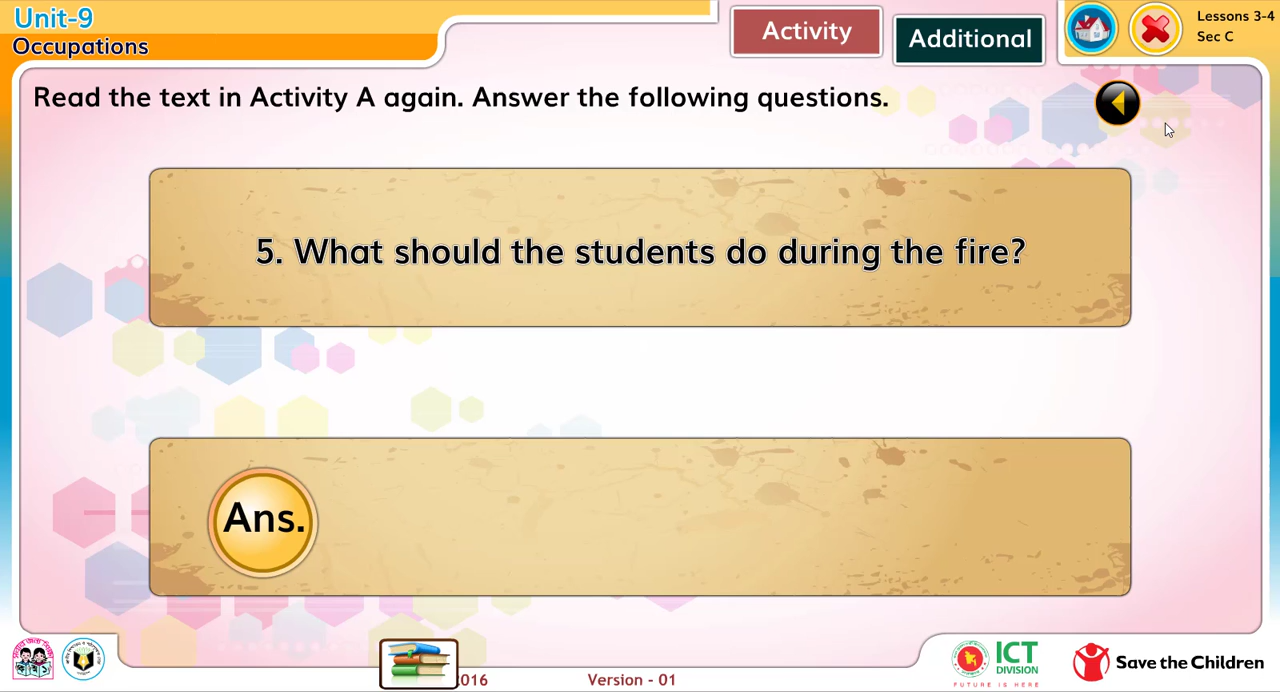 Unit-9
Occupations
Activity
Additional
Lessons 3-4
Sec C
Read the text in Activity A again. Answer the following questions.
5. What should the students do during the fire?
Ans.
2016
Version - 01
ICT
DIVISION
FUTURE IS HERE
Save the Children